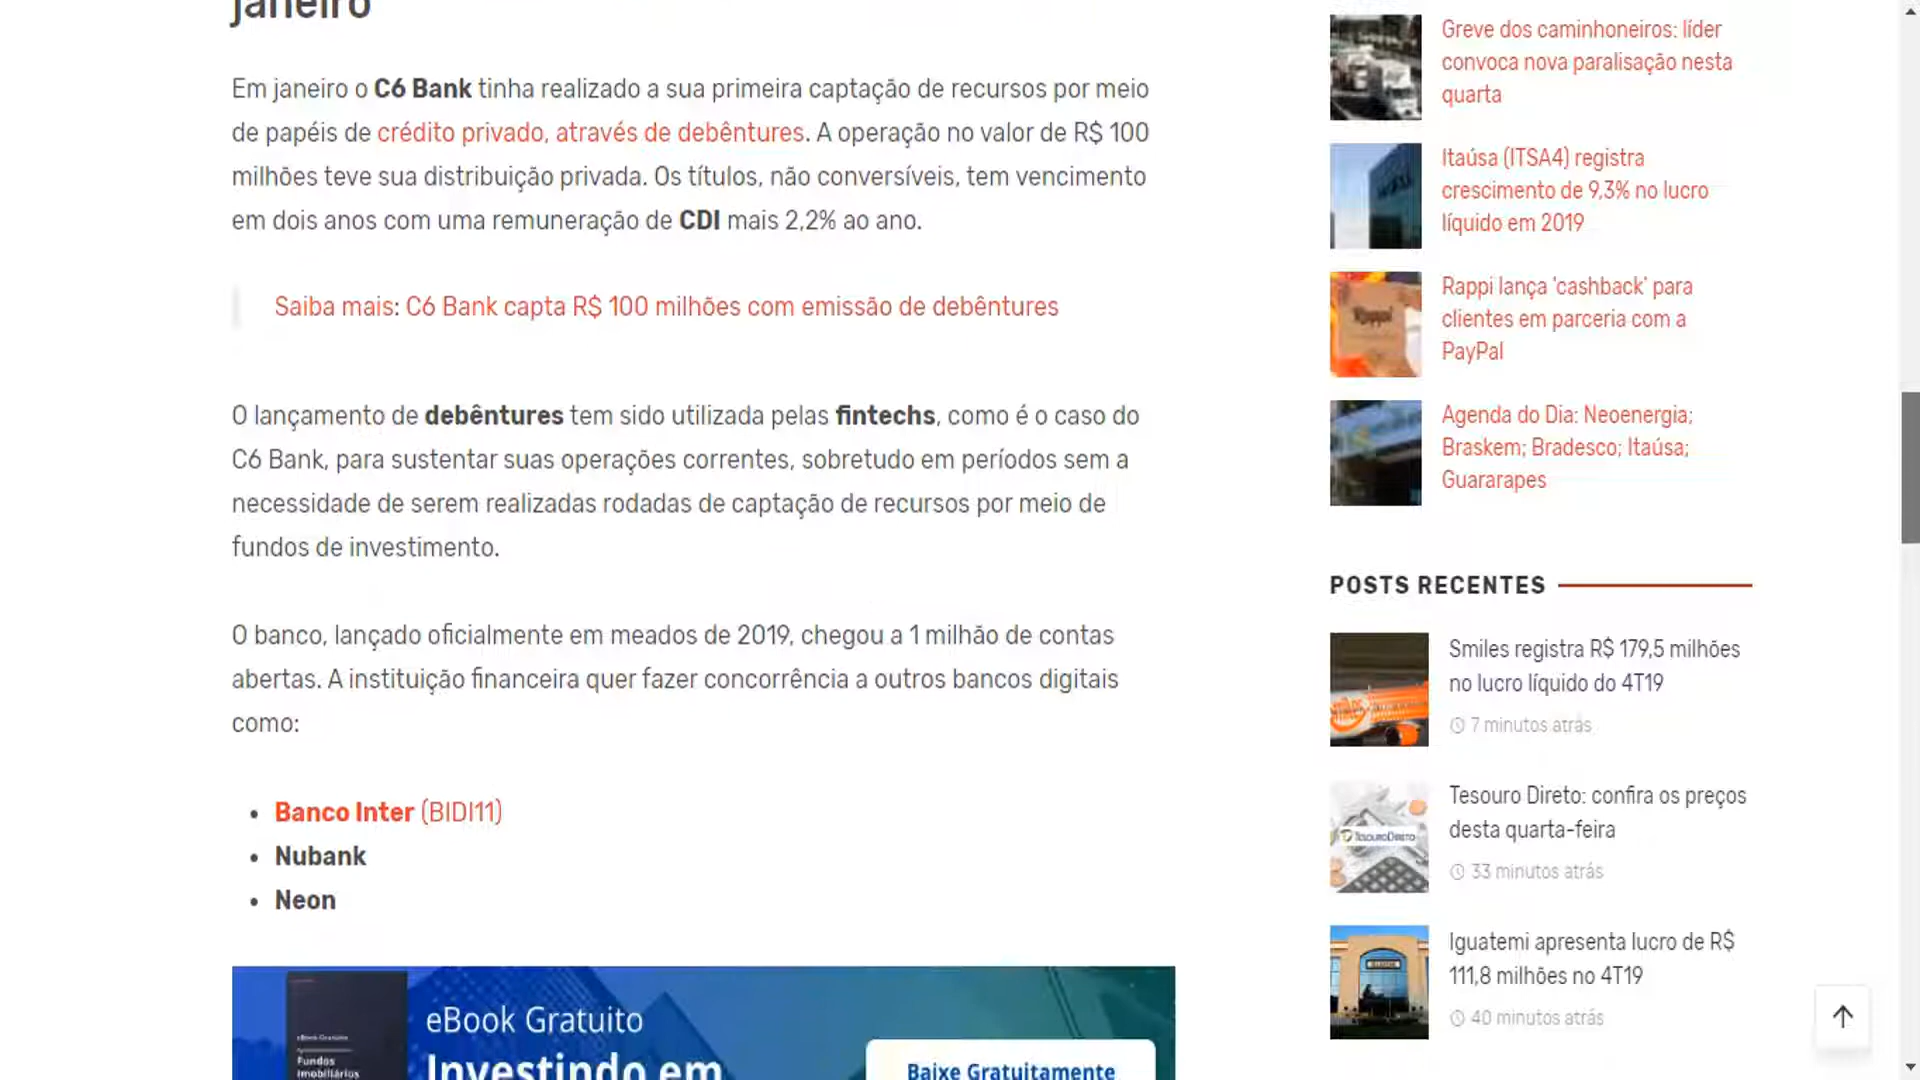 janeiro
Em janeiro o C6 Bank tinha realizado a sua primeira captação de recursos por meio
de papéis de crédito privado, através de debêntures. A operação no valor de R$ 100
milhões teve sua distribuição privada. Os títulos, não conversíveis, tem vencimento
em dois anos com uma remuneração de CDI mais 2,2% ao ano.
Saiba mais: C6 Bank capta R$ 100 milhões com emissão de debêntures
O lançamento de debêntures tem sido utilizada pelas fintechs, como é o caso do
C6 Bank, para sustentar suas operações correntes, sobretudo em períodos sem a
necessidade de serem realizadas rodadas de captação de recursos por meio de
fundos de investimento.
O banco, lançado oficialmente em meados de 2019, chegou a 1 milhão de contas
abertas. A instituição financeira quer fazer concorrência a outros bancos digitais
como:
• Banco Inter (BIDI11)
• Nubank
• Neon
eBook Gratuito
Fundos
Imobiliários
eBook Gratuito
Investindo em
Baixe Gratuitamente
Greve dos caminhoneiros: líder
convoca nova paralisação nesta
quarta
Itaúsa (ITSA4) registra
crescimento de 9,3% no lucro
líquido em 2019
Rappi
Rappi lança 'cashback' para
clientes em parceria com a
PayPal
Agenda do Dia: Neoenergia;
Braskem; Bradesco; Itaúsa;
Guararapes
POSTS RECENTES
Smiles registra R$ 179,5 milhões
no lucro líquido do 4T19
7 minutos atrás
TesouroDireto
Tesouro Direto: confira os preços
desta quarta-feira
33 minutos atrás
Iguatemi apresenta lucro de R$
111,8 milhões no 4T19
40 minutos atrás